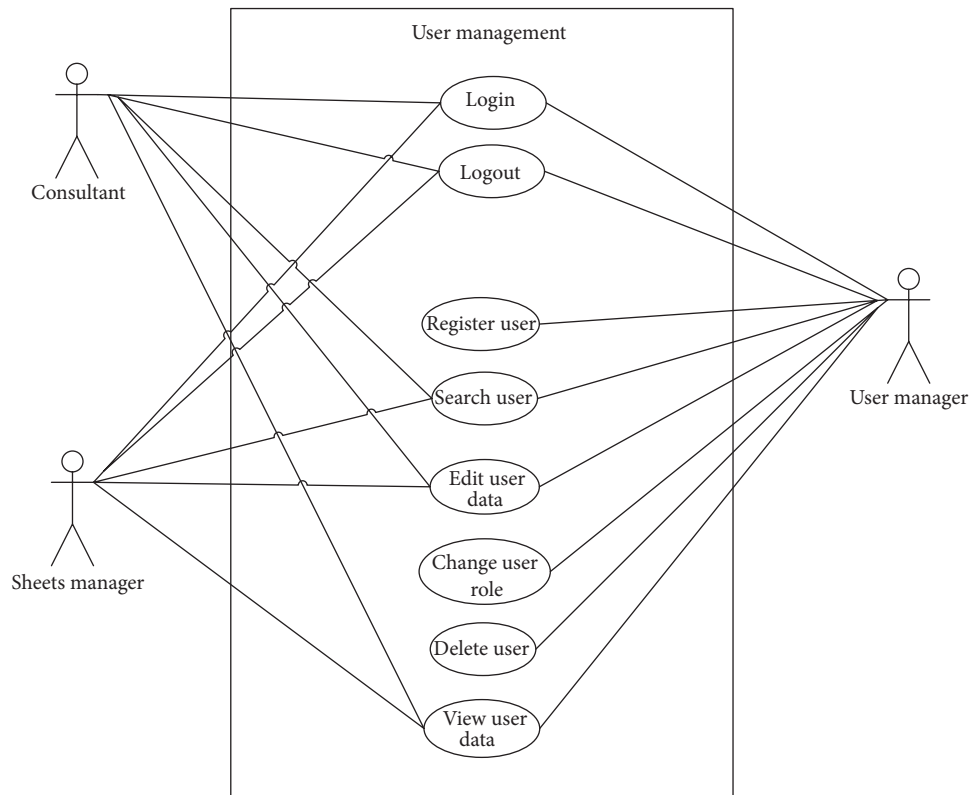 User management
Login
Logout
Consultant
Register user
Search user
User manager
Edit user
data
Sheets manager
Change user
role
Delete user
View user
data